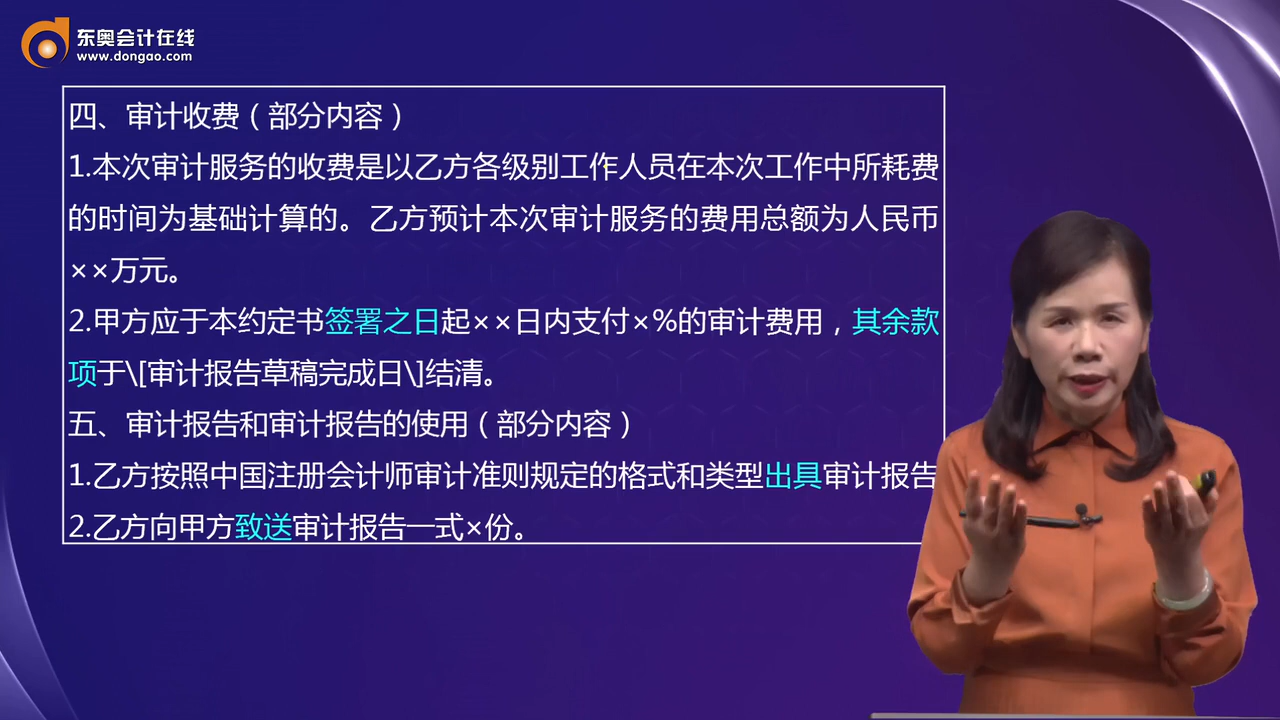 东奥会计在线
www.dongao.com
四、审计收费（部分内容）
1.本次审计服务的收费是以乙方各级别工作人员在本次工作中所耗费
的时间为基础计算的。乙方预计本次审计服务的费用总额为人民币
××万元。
2.甲方应于本约定书签署之日起××日内支付×%的审计费用，其余款
项于\[审计报告草稿完成日\]结清。
五、审计报告和审计报告的使用（部分内容）
1.乙方按照中国注册会计师审计准则规定的格式和类型出具审计报告
2.乙方向甲方致送审计报告一式×份。